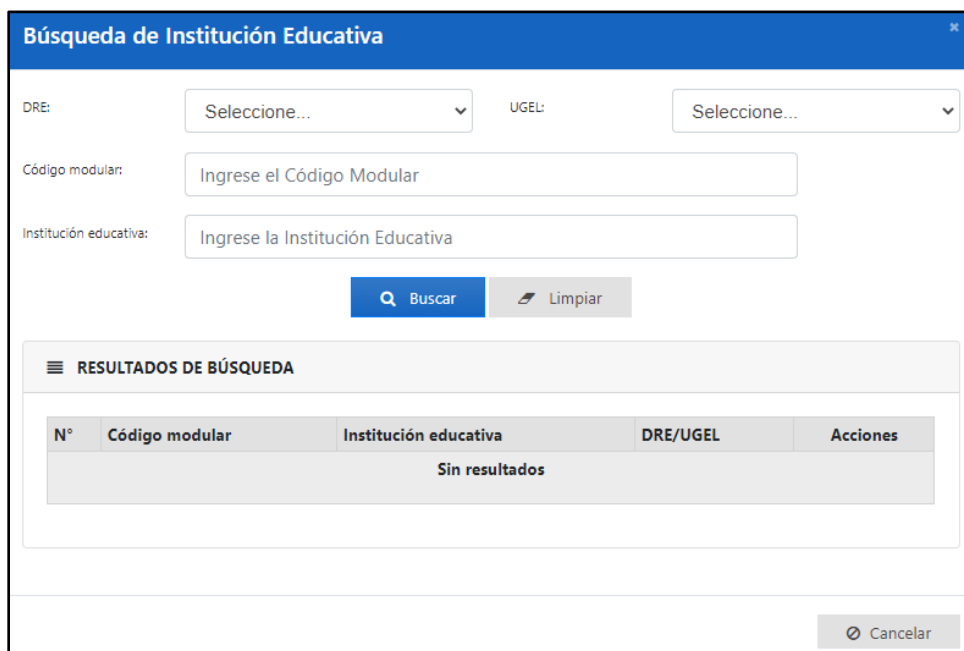 Búsqueda de Institución Educativa
DRE: Seleccione... UGEL: Seleccione...
Código modular: Ingrese el Código Modular
Institución educativa: Ingrese la Institución Educativa
Buscar Limpiar
RESULTADOS DE BÚSQUEDA
N° Código modular Institución educativa DRE/UGEL Acciones
Sin resultados
Cancelar